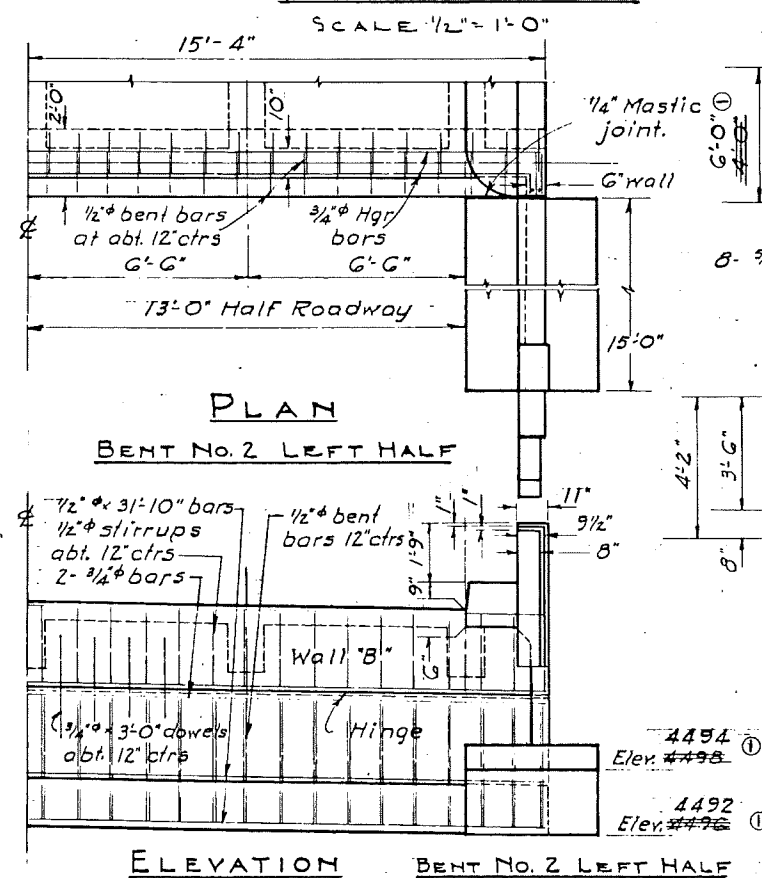 SCALE 1/2" = 1'-0"
15'-4"
2'-0"
10"
1/4" Mastic ①
joint.
6'-0"
4'-0"
6" wall
1/2" ϕ bent bars
at abt. 12" ctrs
3/4" ϕ Hgr
bars
℄
6'-6"
6'-6"
8-
13'-0" Half Roadway
15'-0"
PLAN
BENT No. 2 LEFT HALF
4'-2"
3'-6"
8"
11"
9 1/2"
8"
1"
1"
1'-9"
9"
℄
1/2" ϕ x 31'-10" bars
1/2" ϕ stirrups
abt. 12" ctrs
2- 3/4" ϕ bars
1/2" ϕ bent
bars 12" ctrs
Wall "B"
6"
Hinge
3/4" ϕ x 3'-0" dowels
abt. 12" ctrs
4494 ①
Elev. 4498
4492
Elev. 4496 ①
ELEVATION
BENT No. 2 LEFT HALF